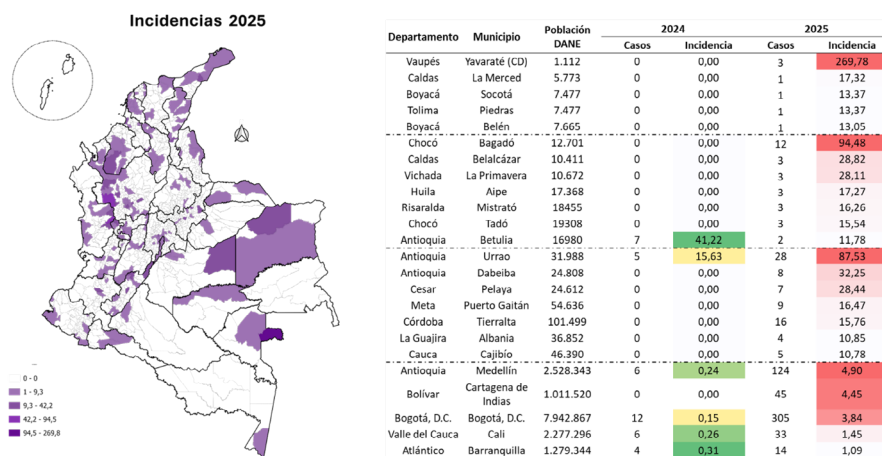 Incidencias 2025
0 - 0
1 - 9,3
9,3 - 42,2
42,2 - 94,5
94,5 - 269,8
Departamento Municipio Población DANE 2024 2025
Casos Incidencia Casos Incidencia
Vaupés Yavaraté (CD) 1.112 0 0,00 3 269,78
Caldas La Merced 5.773 0 0,00 1 17,32
Boyacá Socotá 7.477 0 0,00 1 13,37
Tolima Piedras 7.477 0 0,00 1 13,37
Boyacá Belén 7.665 0 0,00 1 13,05
Chocó Bagadó 12.701 0 0,00 12 94,48
Caldas Belalcázar 10.411 0 0,00 3 28,82
Vichada La Primavera 10.672 0 0,00 3 28,11
Huila Aipe 17.368 0 0,00 3 17,27
Risaralda Mistrató 18455 0 0,00 3 16,26
Chocó Tadó 19308 0 0,00 3 15,54
Antioquia Betulia 16980 7 41,22 2 11,78
Antioquia Urrao 31.988 5 15,63 28 87,53
Antioquia Dabeiba 24.808 0 0,00 8 32,25
Cesar Pelaya 24.612 0 0,00 7 28,44
Meta Puerto Gaitán 54.636 0 0,00 9 16,47
Córdoba Tierralta 101.499 0 0,00 16 15,76
La Guajira Albania 36.852 0 0,00 4 10,85
Cauca Cajibío 46.390 0 0,00 5 10,78
Antioquia Medellín 2.528.343 6 0,24 124 4,90
Bolívar Cartagena de Indias 1.011.520 0 0,00 45 4,45
Bogotá, D.C. Bogotá, D.C. 7.942.867 12 0,15 305 3,84
Valle del Cauca Cali 2.277.296 6 0,26 33 1,45
Atlántico Barranquilla 1.279.344 4 0,31 14 1,09